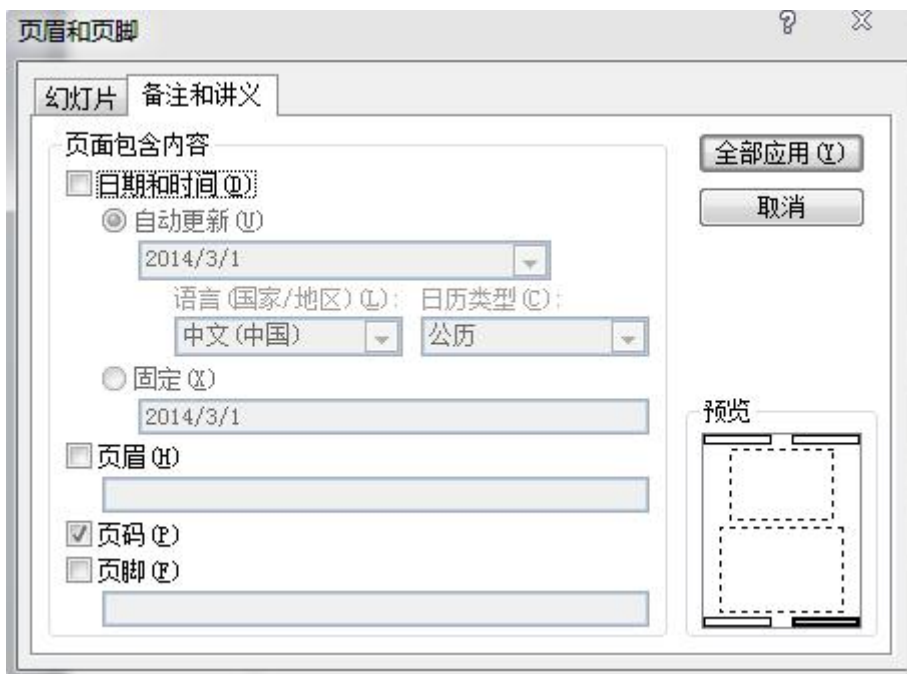 页眉和页脚
幻灯片 备注和讲义
页面包含内容
全部应用(Y)
日期和时间(D)
取消
自动更新(U)
2014/3/1
语言(国家/地区)(L): 日历类型(C):
中文(中国) 公历
固定(X)
2014/3/1
预览
页眉(H)
页码(P)
页脚(F)